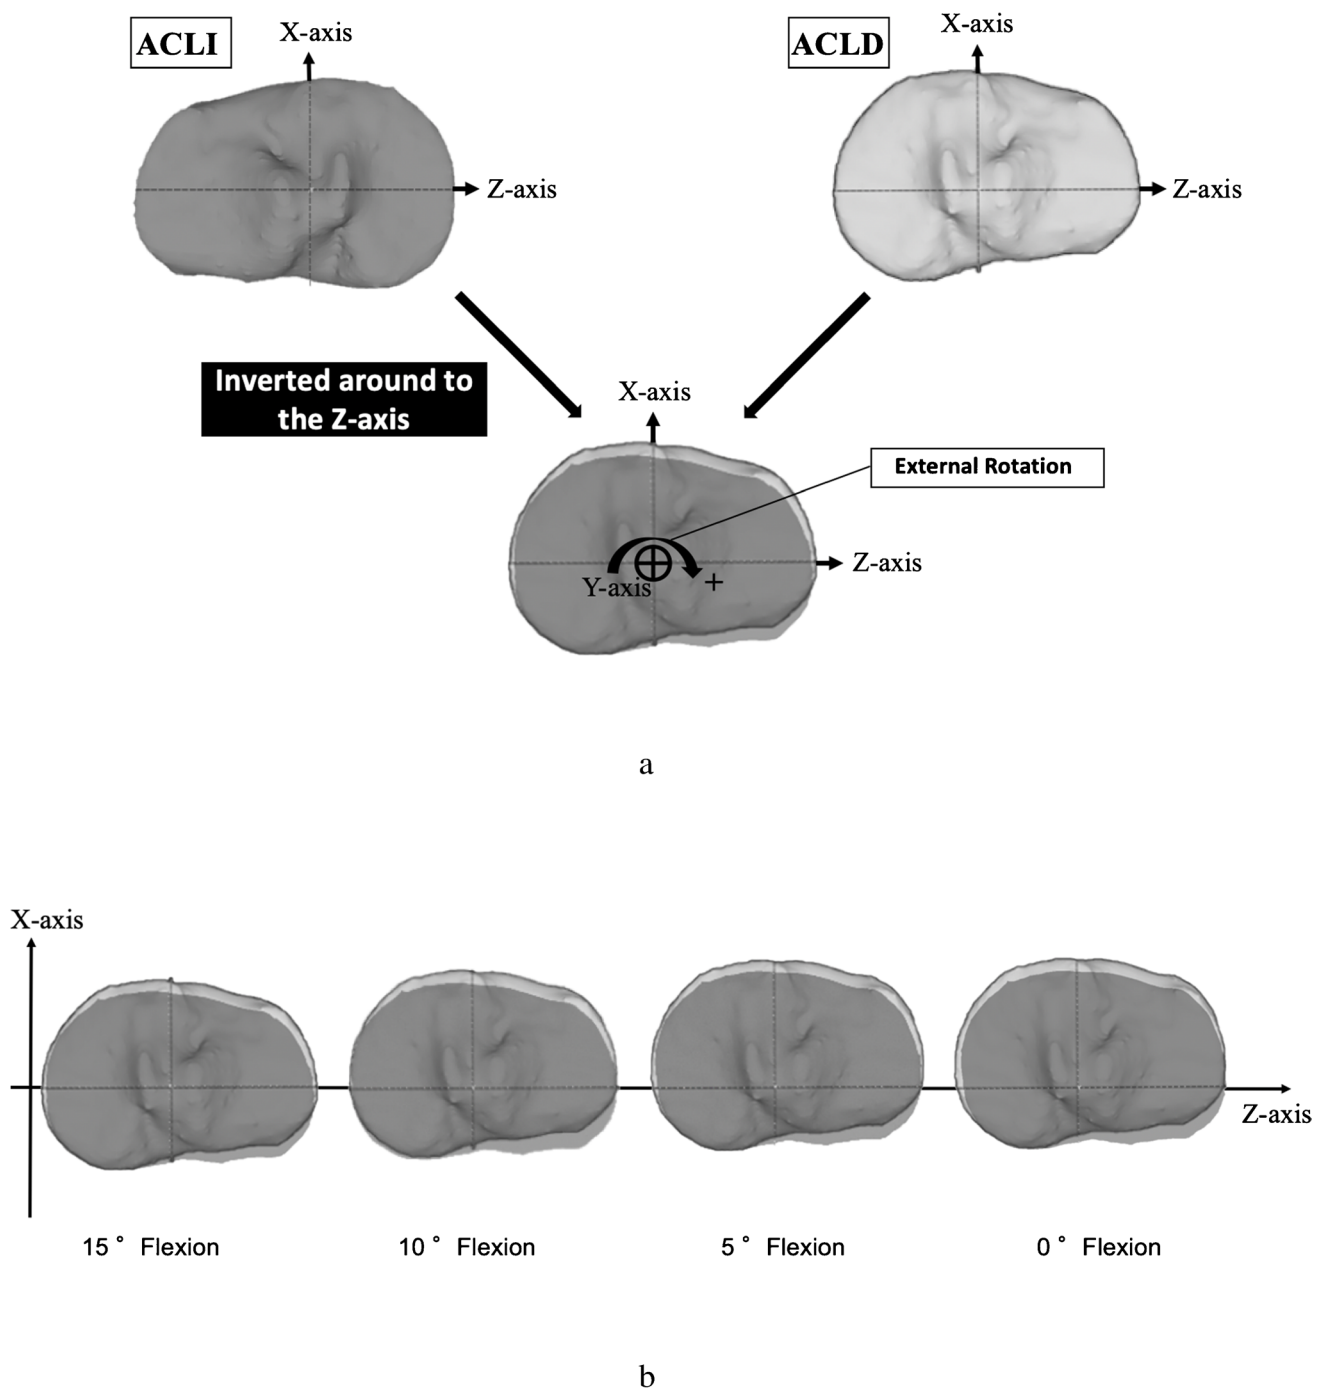 ACLI
X-axis
ACLD
X-axis
Z-axis
Z-axis
Inverted around to
the Z-axis
X-axis
External Rotation
Z-axis
Y-axis
+
a
X-axis
Z-axis
15° Flexion
10° Flexion
5° Flexion
0° Flexion
b